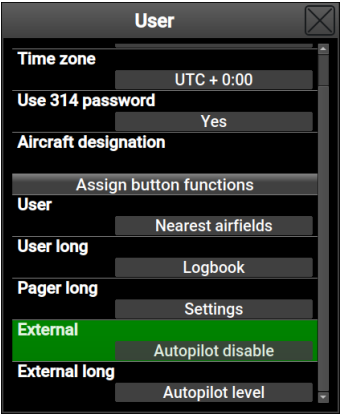 User
Time zone
UTC + 0:00
Use 314 password
Yes
Aircraft designation
Assign button functions
User
Nearest airfields
User long
Logbook
Pager long
Settings
External
Autopilot disable
External long
Autopilot level